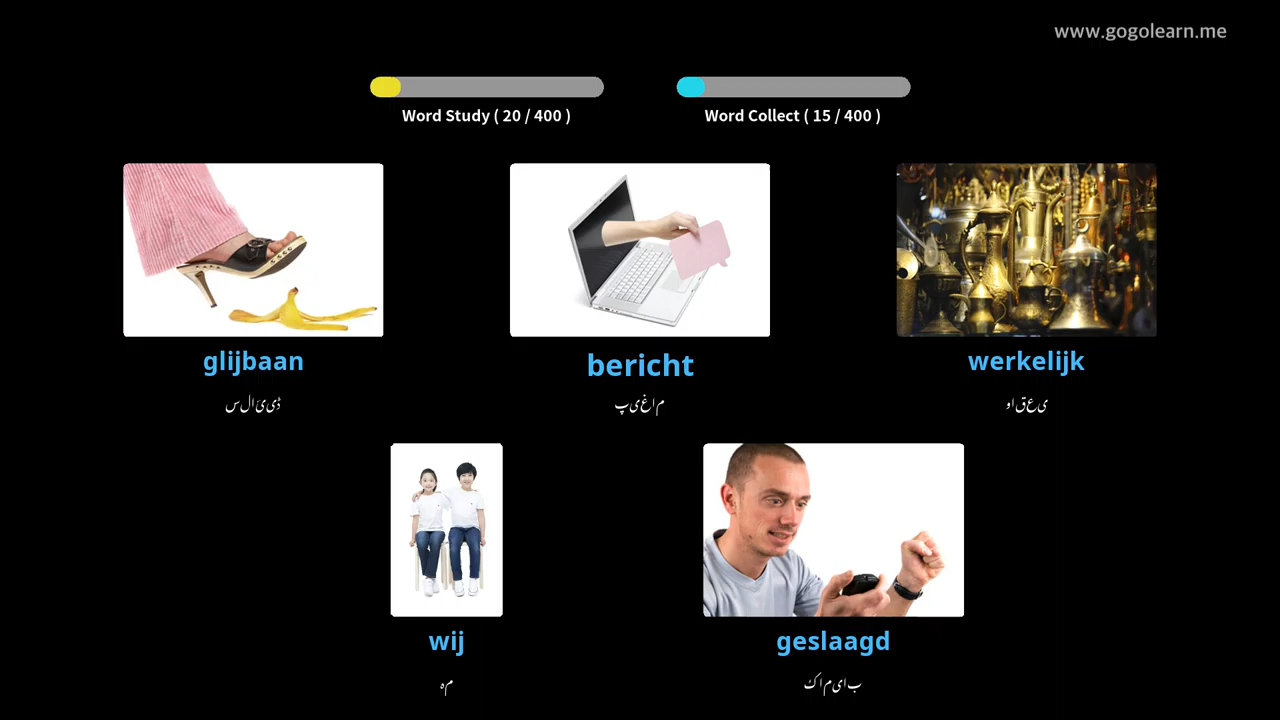 www.gogolearn.me
Word Study ( 20 / 400 )
Word Collect ( 15 / 400 )
glijbaan
bericht
werkelijk
سلائیڈ
پیغام
واقعی
wij
geslaagd
ہم
کامیاب